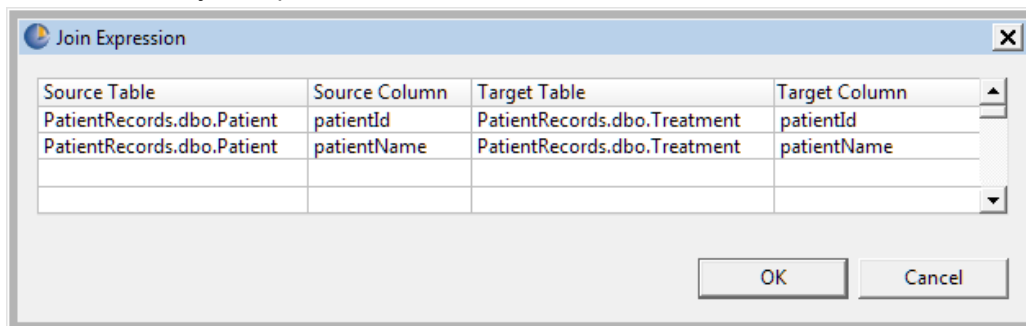 Join Expression
Source Table Source Column Target Table Target Column
PatientRecords.dbo.Patient patientId PatientRecords.dbo.Treatment patientId
PatientRecords.dbo.Patient patientName PatientRecords.dbo.Treatment patientName
OK Cancel